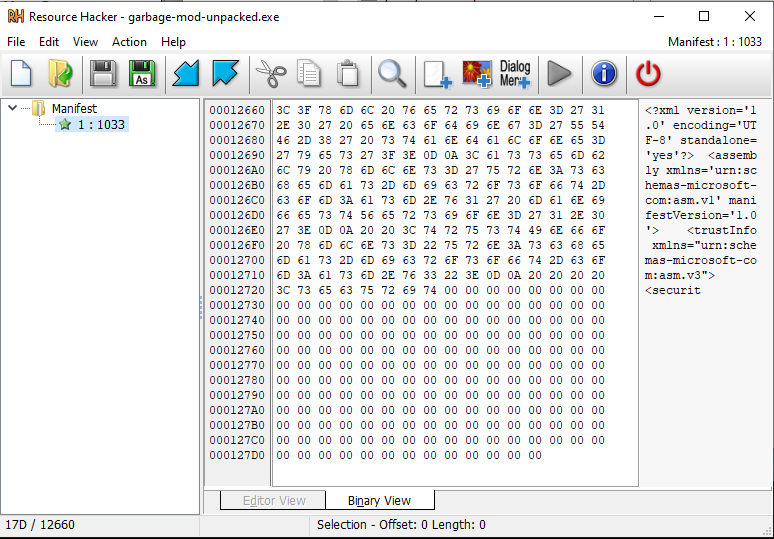 Resource Hacker - garbage-mod-unpacked.exe
File Edit View Action Help
Manifest : 1 : 1033
As
Dialog
Menu
Manifest
1 : 1033
00012660 3C 3F 78 6D 6C 20 76 65 72 73 69 6F 6E 3D 27 31 <?xml version='1
00012670 2E 30 27 20 65 6E 63 6F 64 69 6E 67 3D 27 55 54 .0' encoding='UT
00012680 46 2D 38 27 20 73 74 61 6E 64 61 6C 6F 6E 65 3D F-8' standalone=
00012690 27 79 65 73 27 3F 3E 0D 0A 3C 61 73 73 65 6D 62 'yes'?> <assemb
000126A0 6C 79 20 78 6D 6C 6E 73 3D 27 75 72 6E 3A 73 63 ly xmlns='urn:sc
000126B0 68 65 6D 61 73 2D 6D 69 63 72 6F 73 6F 66 74 2D hemas-microsoft-
000126C0 63 6F 6D 3A 61 73 6D 2E 76 31 27 20 6D 61 6E 69 com:asm.v1' mani
000126D0 66 65 73 74 56 65 72 73 69 6F 6E 3D 27 31 2E 30 festVersion='1.0
000126E0 27 3E 0D 0A 20 20 3C 74 72 75 73 74 49 6E 66 6F '> <trustInfo
000126F0 20 78 6D 6C 6E 73 3D 22 75 72 6E 3A 73 63 68 65 xmlns="urn:sche
00012700 6D 61 73 2D 6D 69 63 72 6F 73 6F 66 74 2D 63 6F mas-microsoft-co
00012710 6D 3A 61 73 6D 2E 76 33 22 3E 0D 0A 20 20 20 20 m:asm.v3">
00012720 3C 73 65 63 75 72 69 74 00 00 00 00 00 00 00 00 <securit
00012730 00 00 00 00 00 00 00 00 00 00 00 00 00 00 00 00
00012740 00 00 00 00 00 00 00 00 00 00 00 00 00 00 00 00
00012750 00 00 00 00 00 00 00 00 00 00 00 00 00 00 00 00
00012760 00 00 00 00 00 00 00 00 00 00 00 00 00 00 00 00
00012770 00 00 00 00 00 00 00 00 00 00 00 00 00 00 00 00
00012780 00 00 00 00 00 00 00 00 00 00 00 00 00 00 00 00
00012790 00 00 00 00 00 00 00 00 00 00 00 00 00 00 00 00
000127A0 00 00 00 00 00 00 00 00 00 00 00 00 00 00 00 00
000127B0 00 00 00 00 00 00 00 00 00 00 00 00 00 00 00 00
000127C0 00 00 00 00 00 00 00 00 00 00 00 00 00 00 00 00
000127D0 00 00 00 00 00 00 00 00 00 00 00 00 00
Editor View Binary View
17D / 12660 Selection - Offset: 0 Length: 0